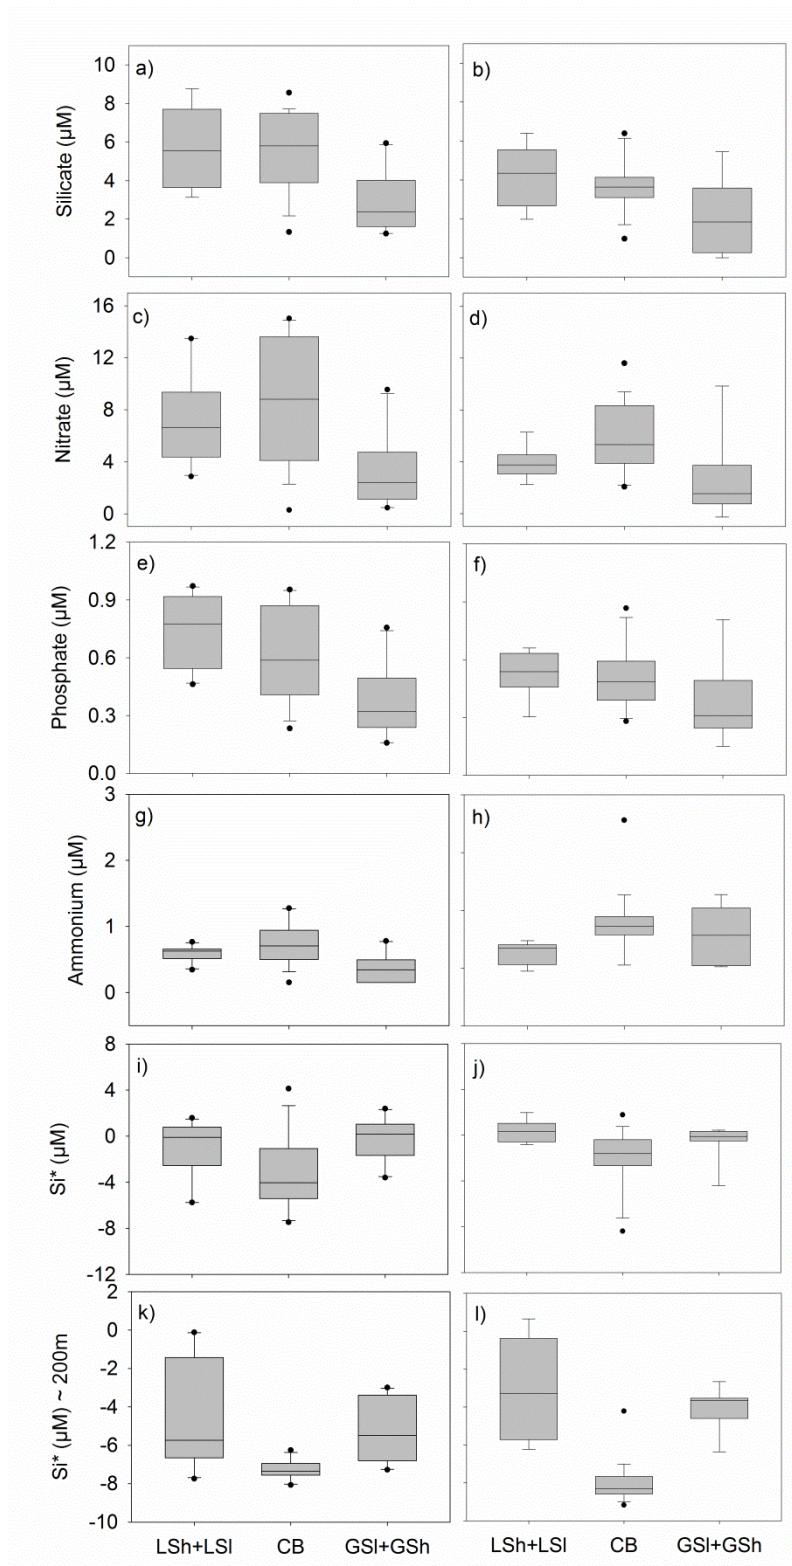 a)
b)
Silicate (µM)
10
8
6
4
2
0
c)
d)
Nitrate (µM)
16
12
8
4
0
e)
f)
Phosphate (µM)
1.2
0.9
0.6
0.3
0.0
g)
h)
Ammonium (µM)
3
2
1
0
i)
j)
Si* (µM)
8
4
0
-4
-8
-12
k)
l)
Si* (µM) ~ 200m
2
0
-2
-4
-6
-8
-10
LSh+LSl CB GSl+GSh LSh+LSl CB GSl+GSh